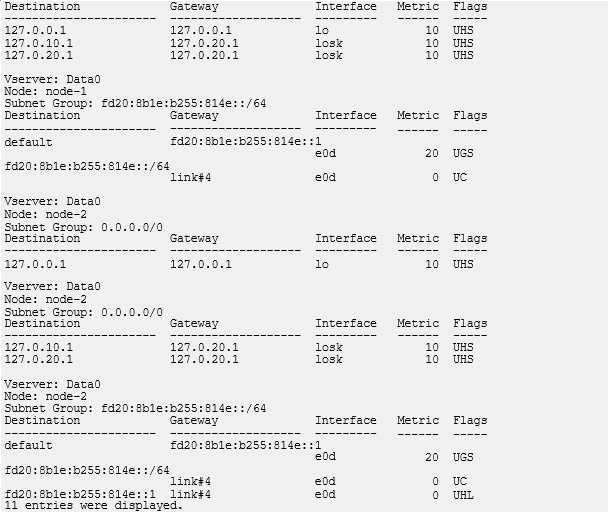 Destination Gateway Interface Metric Flags
---------------------- ------------------- --------- ------ -----
127.0.0.1 127.0.0.1 lo 10 UHS
127.0.10.1 127.0.20.1 losk 10 UHS
127.0.20.1 127.0.20.1 losk 10 UHS
Vserver: Data0
Node: node-1
Subnet Group: fd20:8b1e:b255:814e::/64
Destination Gateway Interface Metric Flags
---------------------- ------------------- --------- ------ -----
default fd20:8b1e:b255:814e::1
e0d 20 UGS
fd20:8b1e:b255:814e::/64
link#4 e0d 0 UC
Vserver: Data0
Node: node-2
Subnet Group: 0.0.0.0/0
Destination Gateway Interface Metric Flags
---------------------- ------------------- --------- ------ -----
127.0.0.1 127.0.0.1 lo 10 UHS
Vserver: Data0
Node: node-2
Subnet Group: 0.0.0.0/0
Destination Gateway Interface Metric Flags
---------------------- ------------------- --------- ------ -----
127.0.10.1 127.0.20.1 losk 10 UHS
127.0.20.1 127.0.20.1 losk 10 UHS
Vserver: Data0
Node: node-2
Subnet Group: fd20:8b1e:b255:814e::/64
Destination Gateway Interface Metric Flags
---------------------- ------------------- --------- ------ -----
default fd20:8b1e:b255:814e::1
e0d 20 UGS
fd20:8b1e:b255:814e::/64
link#4 e0d 0 UC
fd20:8b1e:b255:814e::1 link#4 e0d 0 UHL
11 entries were displayed.